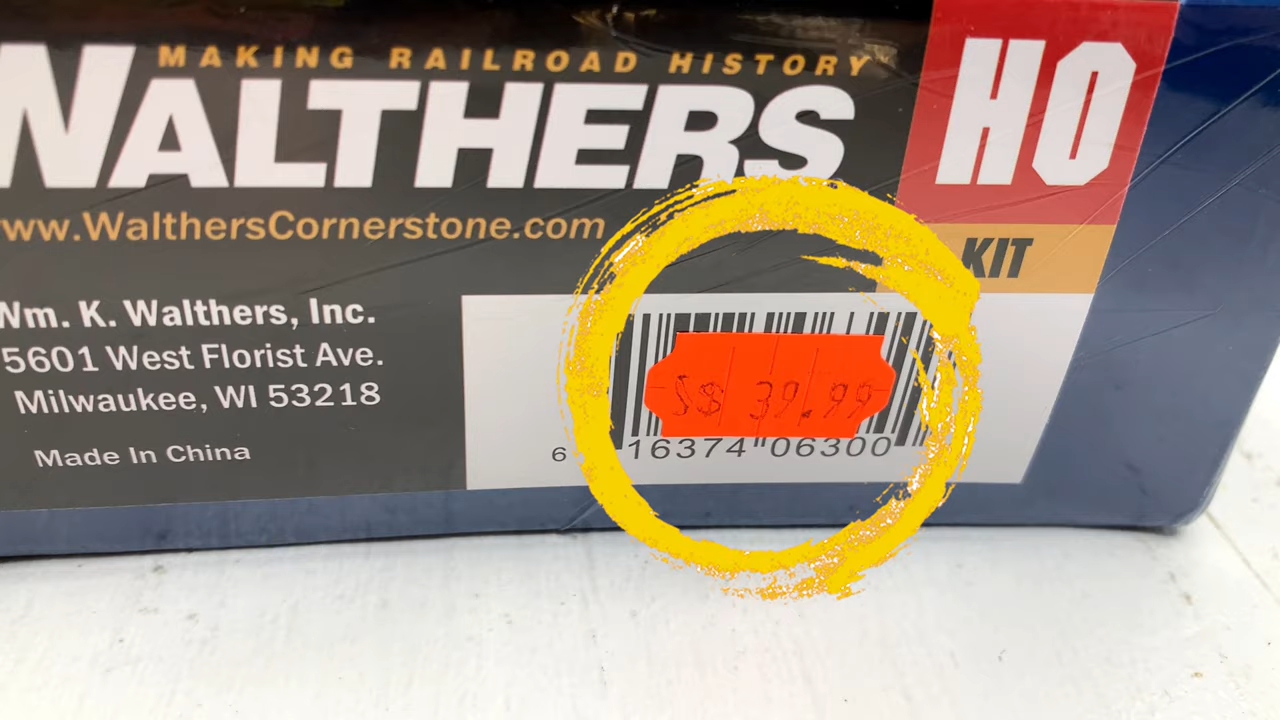 MAKING RAILROAD HISTORY
WALTHERS
HO
www.WalthersCornerstone.com
KIT
Wm. K. Walthers, Inc.
5601 West Florist Ave.
Milwaukee, WI 53218
Made In China
S$ 39.99
6 16374 06300